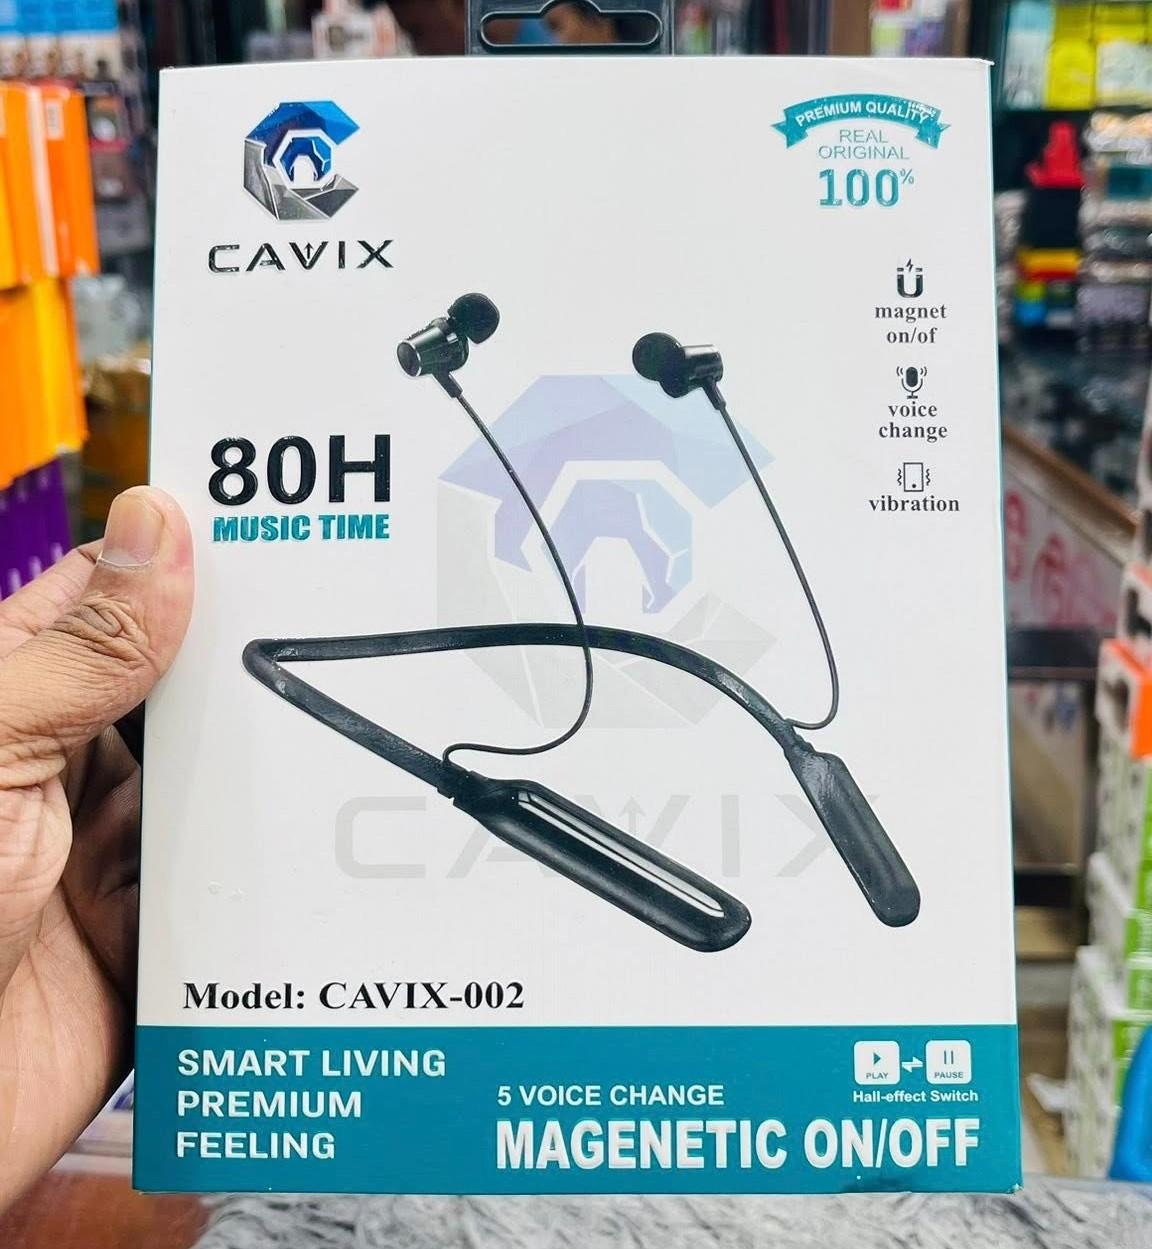 PREMIUM QUALITY
REAL
ORIGINAL
100%
CAVIX
magnet
on/of
voice
change
vibration
80H
MUSIC TIME
CAVIX
Model: CAVIX-002
SMART LIVING
PREMIUM
FEELING
5 VOICE CHANGE
MAGENETIC ON/OFF
PLAY
PAUSE
Hall-effect Switch